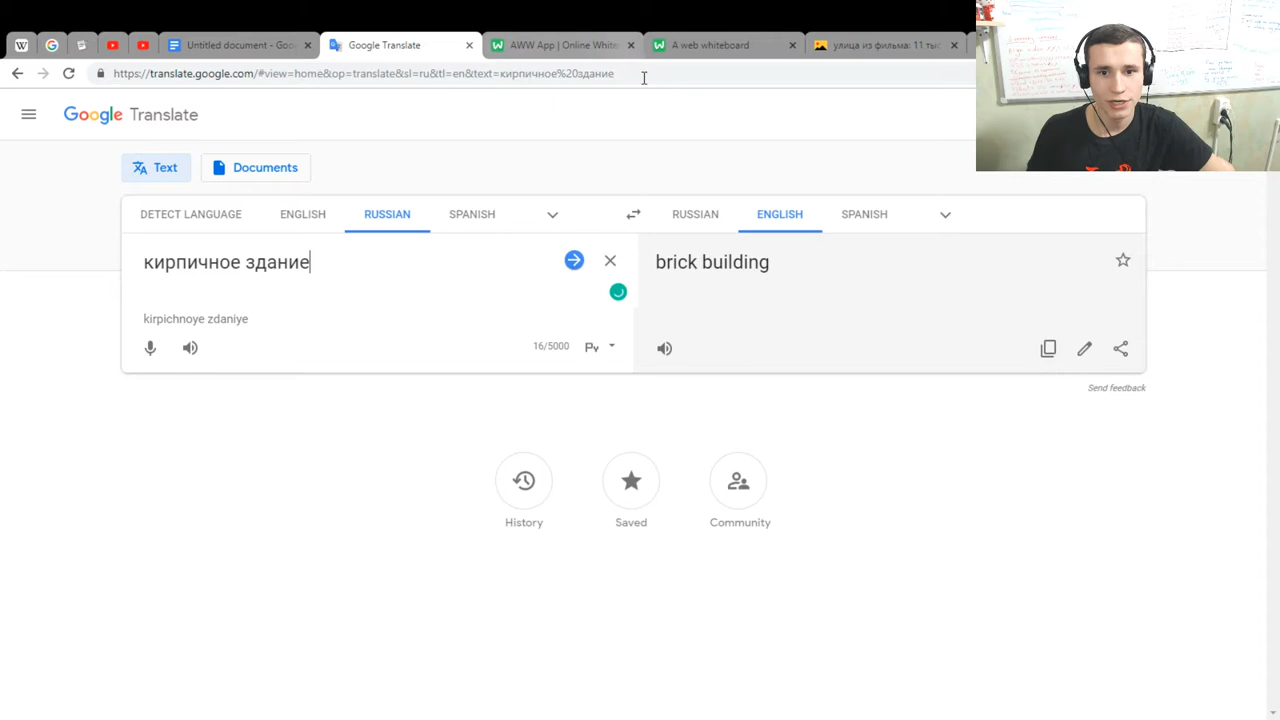 Untitled document - Goo
Google Translate
AWW App | Online White
A web whiteboard
улица из фильма: 11 тыс
https://translate.google.com/#view=home&op=translate&sl=ru&tl=en&text=кирпичное%20здание
Google Translate
Text
Documents
DETECT LANGUAGE
ENGLISH
RUSSIAN
SPANISH
RUSSIAN
ENGLISH
SPANISH
кирпичное здание
brick building
kirpichnoye zdaniye
16/5000
Send feedback
History
Saved
Community